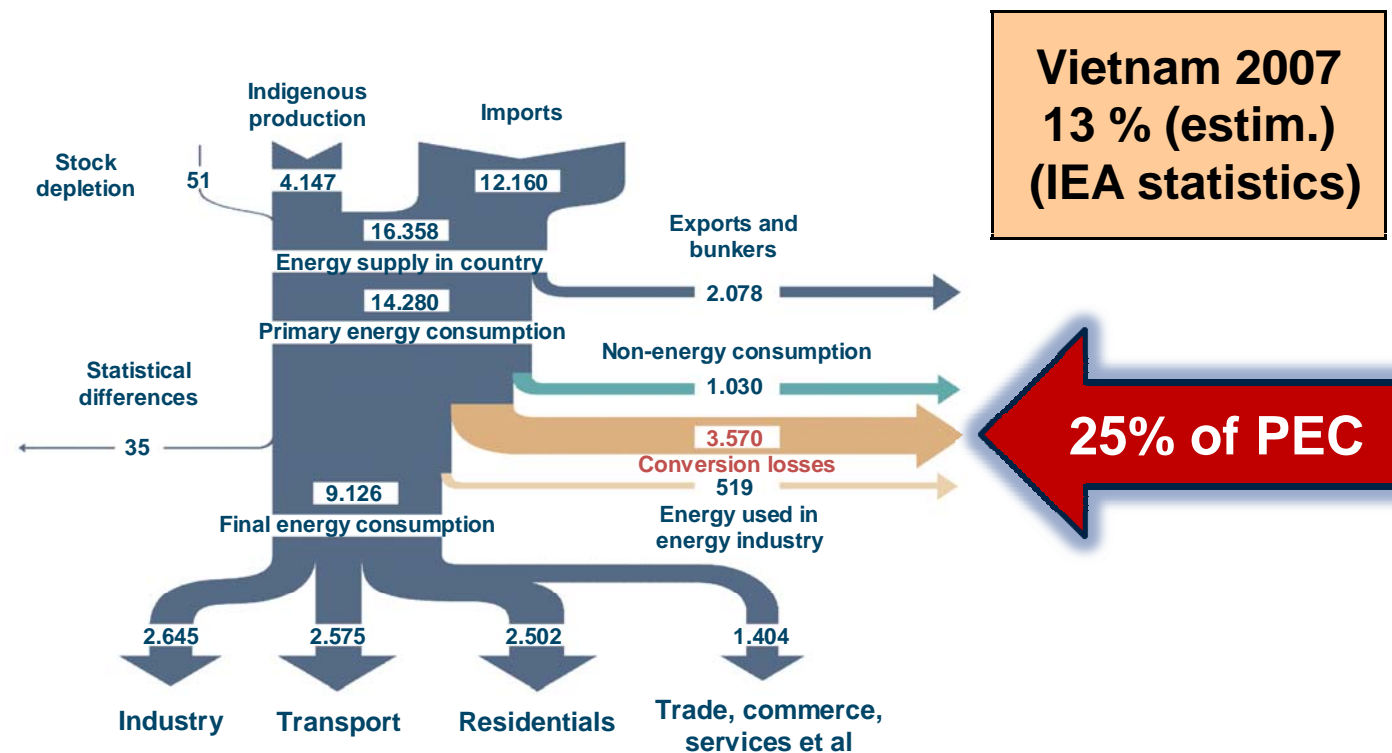 Vietnam 2007
13 % (estim.)
(IEA statistics)
Indigenous
production
Imports
Stock
depletion
51
4.147
12.160
16.358
Energy supply in country
Exports and
bunkers
2.078
14.280
Primary energy consumption
Non-energy consumption
1.030
Statistical
differences
35
3.570
Conversion losses
25% of PEC
519
Energy used in
energy industry
9.126
Final energy consumption
2.645
2.575
2.502
1.404
Industry
Transport
Residentials
Trade, commerce,
services et al